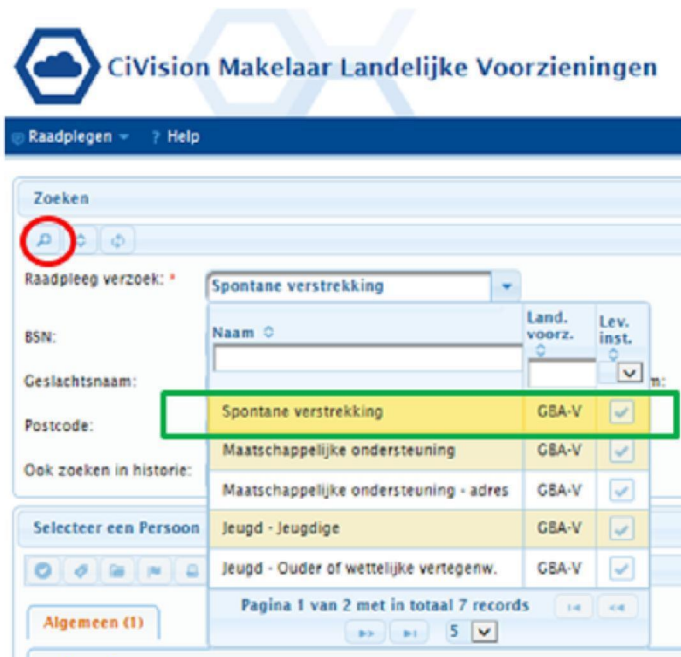 CiVision Makelaar Landelijke Voorzieningen
Raadplegen ? Help
Zoeken
Raadpleeg verzoek: * Spontane verstrekking
BSN:
Geslachtsnaam:
Postcode:
Ook zoeken in historie:
Naam Land. voorz. Lev. inst.
Spontane verstrekking GBA-V
Maatschappelijke ondersteuning GBA-V
Maatschappelijke ondersteuning - adres GBA-V
Jeugd - Jeugdige GBA-V
Jeugd - Ouder of wettelijke vertegenw. GBA-V
Pagina 1 van 2 met in totaal 7 records
5
Selecteer een Persoon
Algemeen (1)